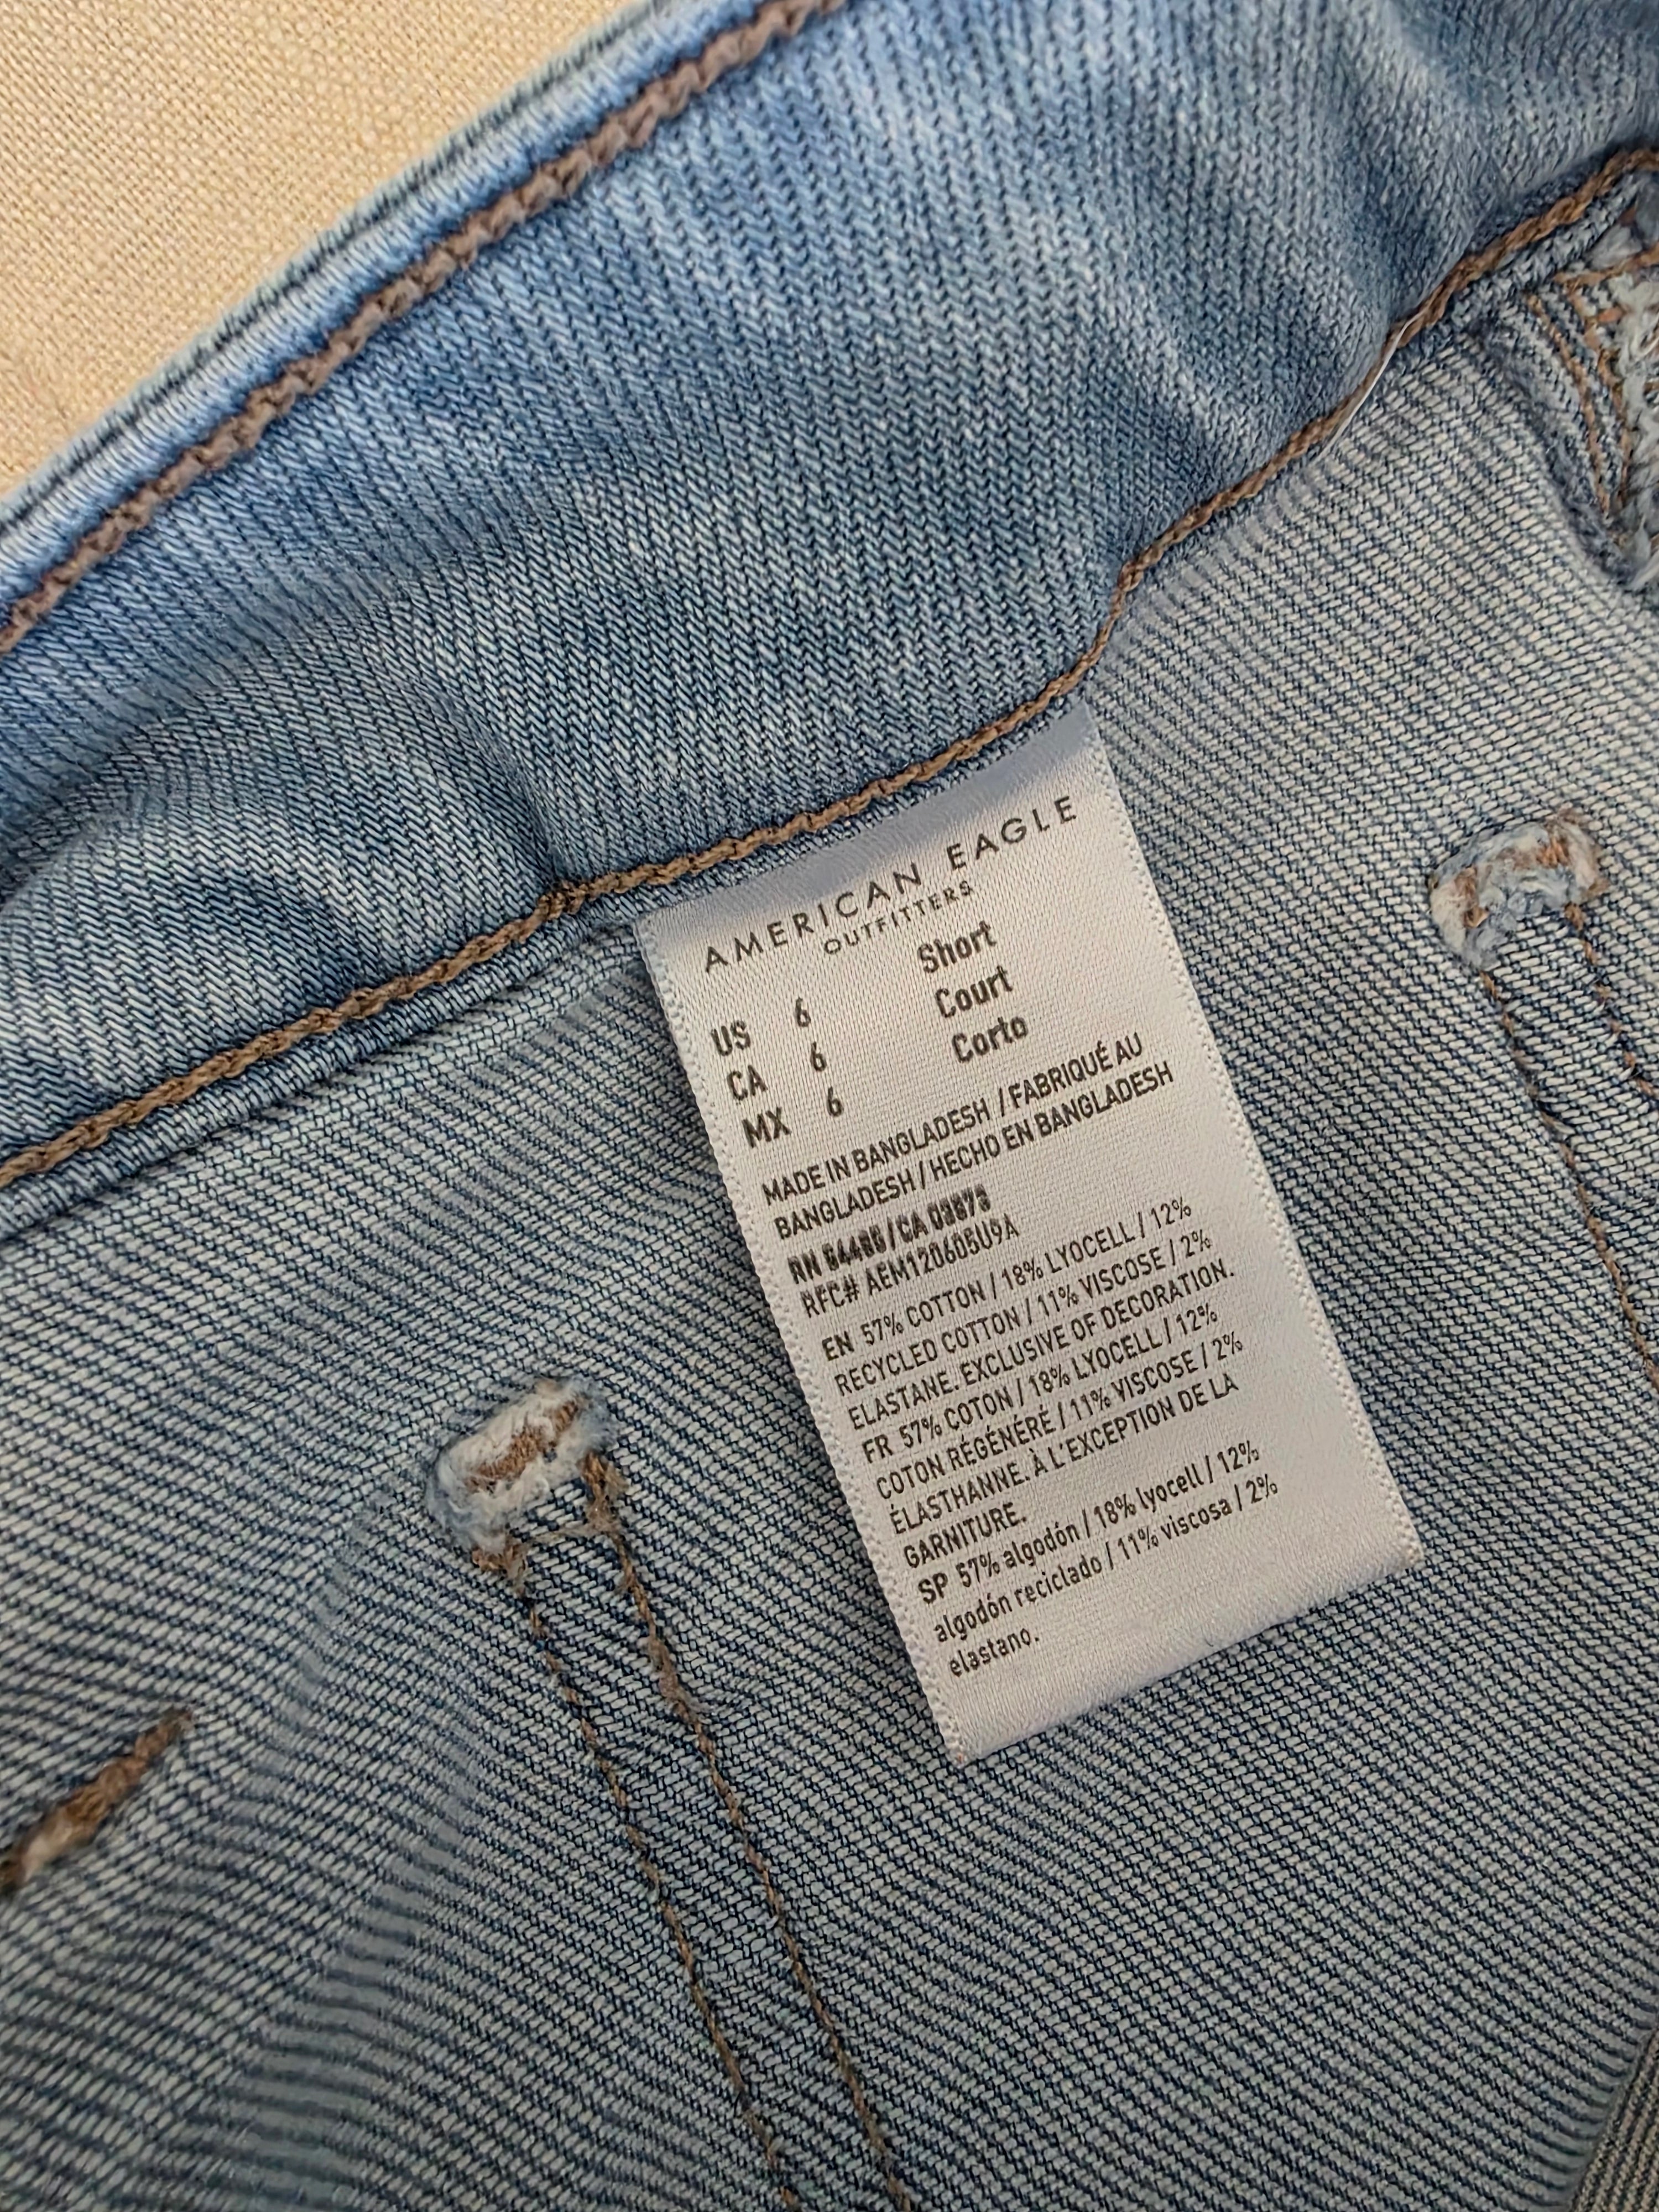 AMERICAN EAGLE
OUTFITTERS
US 6 Short
CA 6 Court
MX 6 Corto
MADE IN BANGLADESH / FABRIQUÉ AU
BANGLADESH / HECHO EN BANGLADESH
RN CA
RFC# AEM120605U9A
EN 57% COTTON / 18% LYOCELL / 12%
RECYCLED COTTON / 11% VISCOSE / 2%
ELASTANE. EXCLUSIVE OF DECORATION.
FR 57% COTON / 18% LYOCELL / 12%
COTON RÉGÉNÉRÉ / 11% VISCOSE / 2%
ÉLASTHANNE. À L'EXCEPTION DE LA
GARNITURE.
SP 57% algodón / 18% lyocell / 12%
algodón reciclado / 11% viscosa / 2%
elastano.